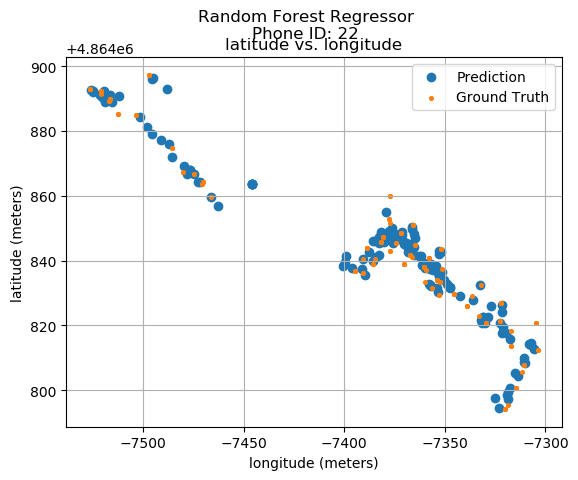 Random Forest Regressor
Phone ID: 22
latitude vs. longitude
+4.864e6
900
880
860
840
820
800
latitude (meters)
Prediction
Ground Truth
−7500
−7450
−7400
−7350
−7300
longitude (meters)